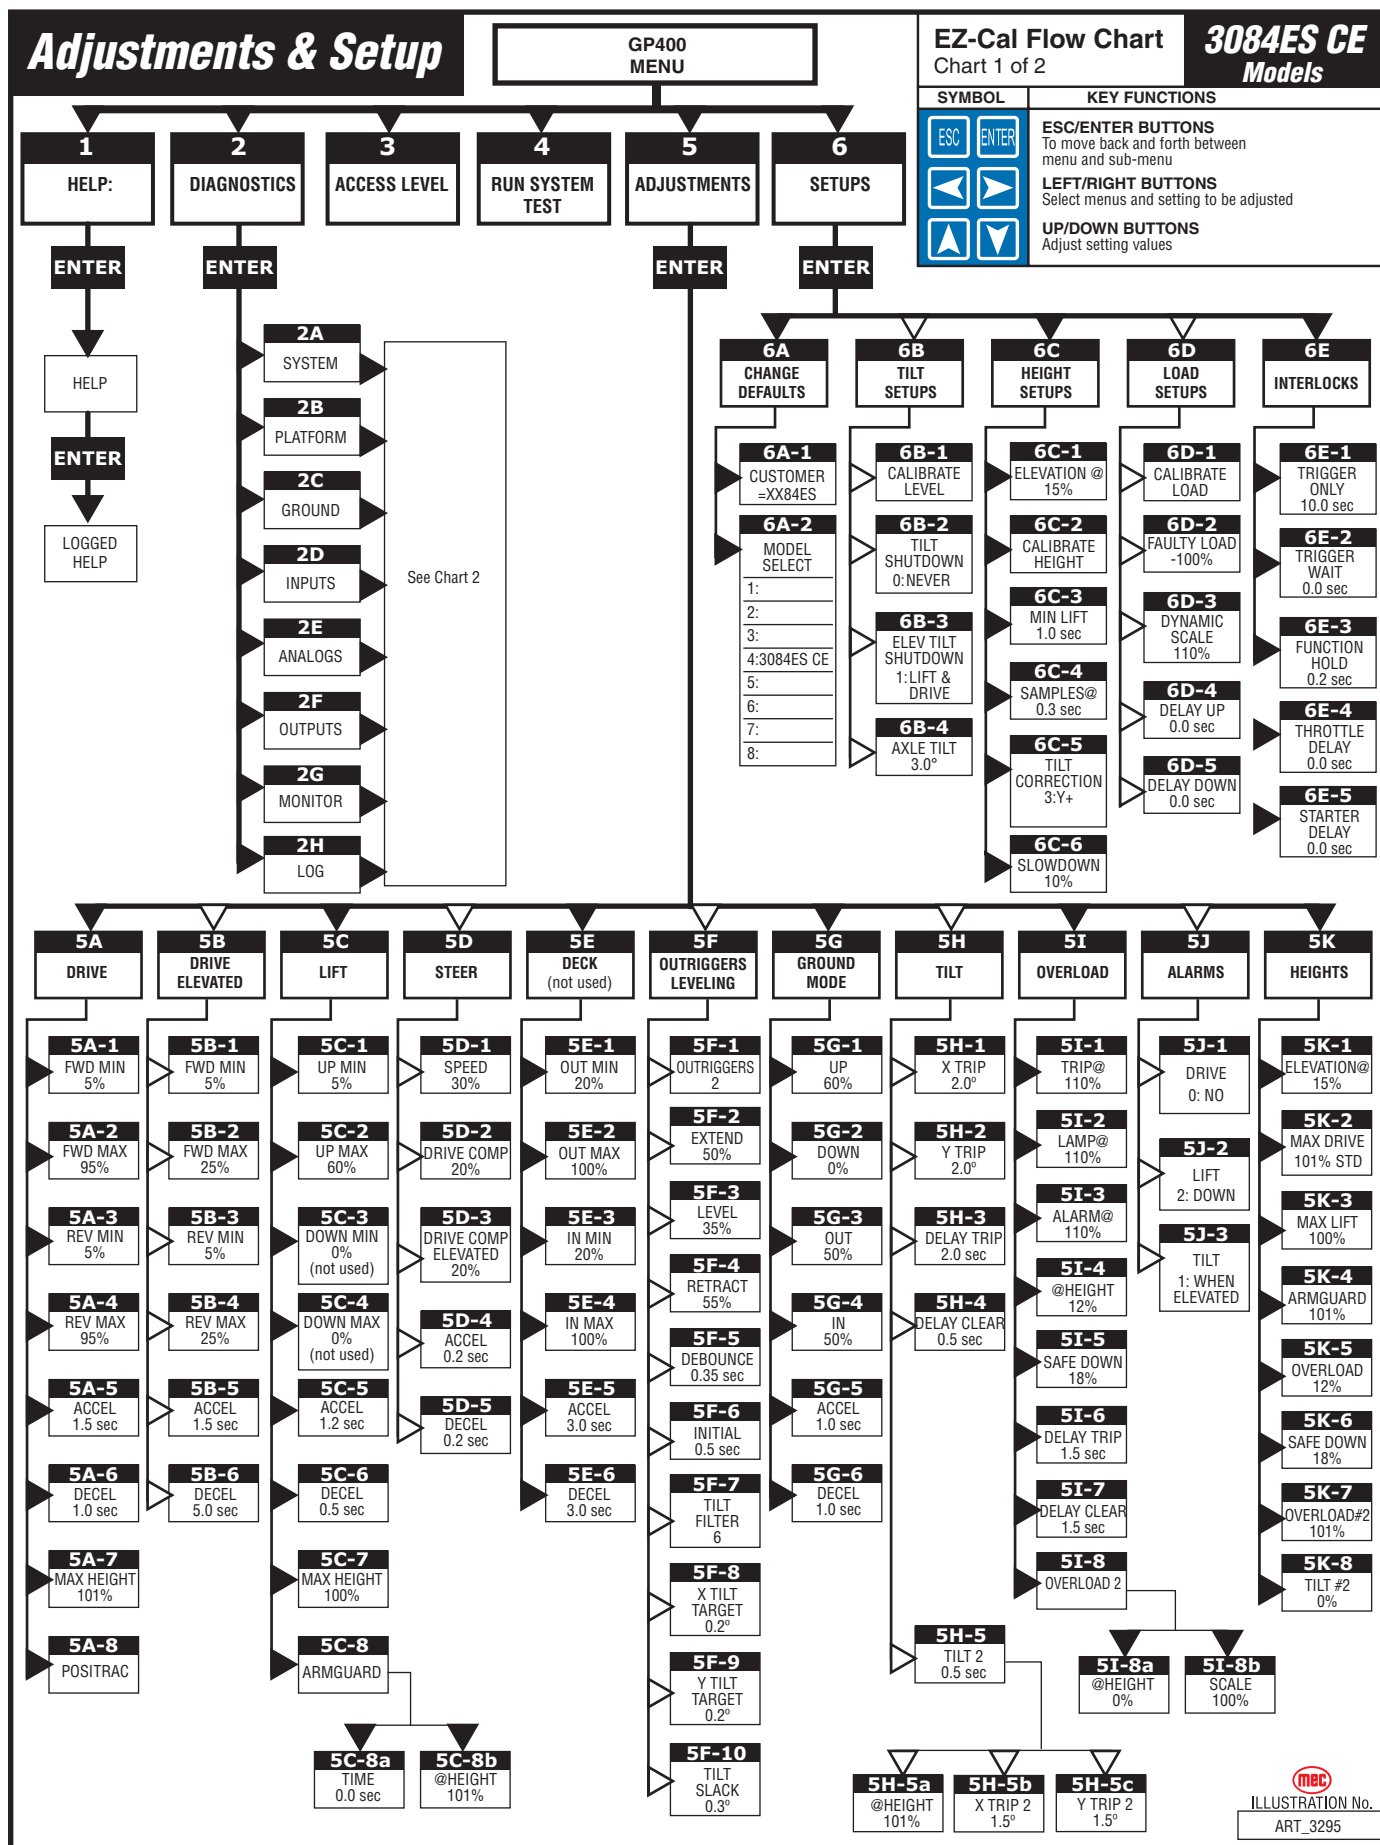 Adjustments & Setup
GP400
MENU
EZ-Cal Flow Chart
Chart 1 of 2
3084ES CE
Models
SYMBOL
KEY FUNCTIONS
ESC
ENTER
ESC/ENTER BUTTONS
To move back and forth between
menu and sub-menu
LEFT/RIGHT BUTTONS
Select menus and setting to be adjusted
UP/DOWN BUTTONS
Adjust setting values
1
HELP:
2
DIAGNOSTICS
3
ACCESS LEVEL
4
RUN SYSTEM
TEST
5
ADJUSTMENTS
6
SETUPS
ENTER
ENTER
ENTER
ENTER
HELP
ENTER
LOGGED
HELP
2A
SYSTEM
2B
PLATFORM
2C
GROUND
2D
INPUTS
2E
ANALOGS
2F
OUTPUTS
2G
MONITOR
2H
LOG
See Chart 2
6A
CHANGE
DEFAULTS
6A-1
CUSTOMER
=XX84ES
6A-2
MODEL
SELECT
1:
2:
3:
4:3084ES CE
5:
6:
7:
8:
6B
TILT
SETUPS
6B-1
CALIBRATE
LEVEL
6B-2
TILT
SHUTDOWN
0:NEVER
6B-3
ELEV TILT
SHUTDOWN
1:LIFT &
DRIVE
6B-4
AXLE TILT
3.0°
6C
HEIGHT
SETUPS
6C-1
ELEVATION @
15%
6C-2
CALIBRATE
HEIGHT
6C-3
MIN LIFT
1.0 sec
6C-4
SAMPLES@
0.3 sec
6C-5
TILT
CORRECTION
3:Y+
6C-6
SLOWDOWN
10%
6D
LOAD
SETUPS
6D-1
CALIBRATE
LOAD
6D-2
FAULTY LOAD
-100%
6D-3
DYNAMIC
SCALE
110%
6D-4
DELAY UP
0.0 sec
6D-5
DELAY DOWN
0.0 sec
6E
INTERLOCKS
6E-1
TRIGGER
ONLY
10.0 sec
6E-2
TRIGGER
WAIT
0.0 sec
6E-3
FUNCTION
HOLD
0.2 sec
6E-4
THROTTLE
DELAY
0.0 sec
6E-5
STARTER
DELAY
0.0 sec
5A
DRIVE
5A-1
FWD MIN
5%
5A-2
FWD MAX
95%
5A-3
REV MIN
5%
5A-4
REV MAX
95%
5A-5
ACCEL
1.5 sec
5A-6
DECEL
1.0 sec
5A-7
MAX HEIGHT
101%
5A-8
POSITRAC
5B
DRIVE
ELEVATED
5B-1
FWD MIN
5%
5B-2
FWD MAX
25%
5B-3
REV MIN
5%
5B-4
REV MAX
25%
5B-5
ACCEL
1.5 sec
5B-6
DECEL
5.0 sec
5C
LIFT
5C-1
UP MIN
5%
5C-2
UP MAX
60%
5C-3
DOWN MIN
0%
(not used)
5C-4
DOWN MAX
0%
(not used)
5C-5
ACCEL
1.2 sec
5C-6
DECEL
0.5 sec
5C-7
MAX HEIGHT
100%
5C-8
ARMGUARD
5C-8a
TIME
0.0 sec
5C-8b
@HEIGHT
101%
5D
STEER
5D-1
SPEED
30%
5D-2
DRIVE COMP
20%
5D-3
DRIVE COMP
ELEVATED
20%
5D-4
ACCEL
0.2 sec
5D-5
DECEL
0.2 sec
5E
DECK
(not used)
5E-1
OUT MIN
20%
5E-2
OUT MAX
100%
5E-3
IN MIN
20%
5E-4
IN MAX
100%
5E-5
ACCEL
3.0 sec
5E-6
DECEL
3.0 sec
5F
OUTRIGGERS
LEVELING
5F-1
OUTRIGGERS
2
5F-2
EXTEND
50%
5F-3
LEVEL
35%
5F-4
RETRACT
55%
5F-5
DEBOUNCE
0.35 sec
5F-6
INITIAL
0.5 sec
5F-7
TILT
FILTER
6
5F-8
X TILT
TARGET
0.2º
5F-9
Y TILT
TARGET
0.2º
5F-10
TILT
SLACK
0.3º
5G
GROUND
MODE
5G-1
UP
60%
5G-2
DOWN
0%
5G-3
OUT
50%
5G-4
IN
50%
5G-5
ACCEL
1.0 sec
5G-6
DECEL
1.0 sec
5H
TILT
5H-1
X TRIP
2.0º
5H-2
Y TRIP
2.0º
5H-3
DELAY TRIP
2.0 sec
5H-4
DELAY CLEAR
0.5 sec
5H-5
TILT 2
0.5 sec
5H-5a
@HEIGHT
101%
5H-5b
X TRIP 2
1.5º
5H-5c
Y TRIP 2
1.5º
5I
OVERLOAD
5I-1
TRIP@
110%
5I-2
LAMP@
110%
5I-3
ALARM@
110%
5I-4
@HEIGHT
12%
5I-5
SAFE DOWN
18%
5I-6
DELAY TRIP
1.5 sec
5I-7
DELAY CLEAR
1.5 sec
5I-8
OVERLOAD 2
5I-8a
@HEIGHT
0%
5I-8b
SCALE
100%
5J
ALARMS
5J-1
DRIVE
0: NO
5J-2
LIFT
2: DOWN
5J-3
TILT
1: WHEN
ELEVATED
5K
HEIGHTS
5K-1
ELEVATION@
15%
5K-2
MAX DRIVE
101% STD
5K-3
MAX LIFT
100%
5K-4
ARMGUARD
101%
5K-5
OVERLOAD
12%
5K-6
SAFE DOWN
18%
5K-7
OVERLOAD#2
101%
5K-8
TILT #2
0%
mec
ILLUSTRATION No.
ART_3295